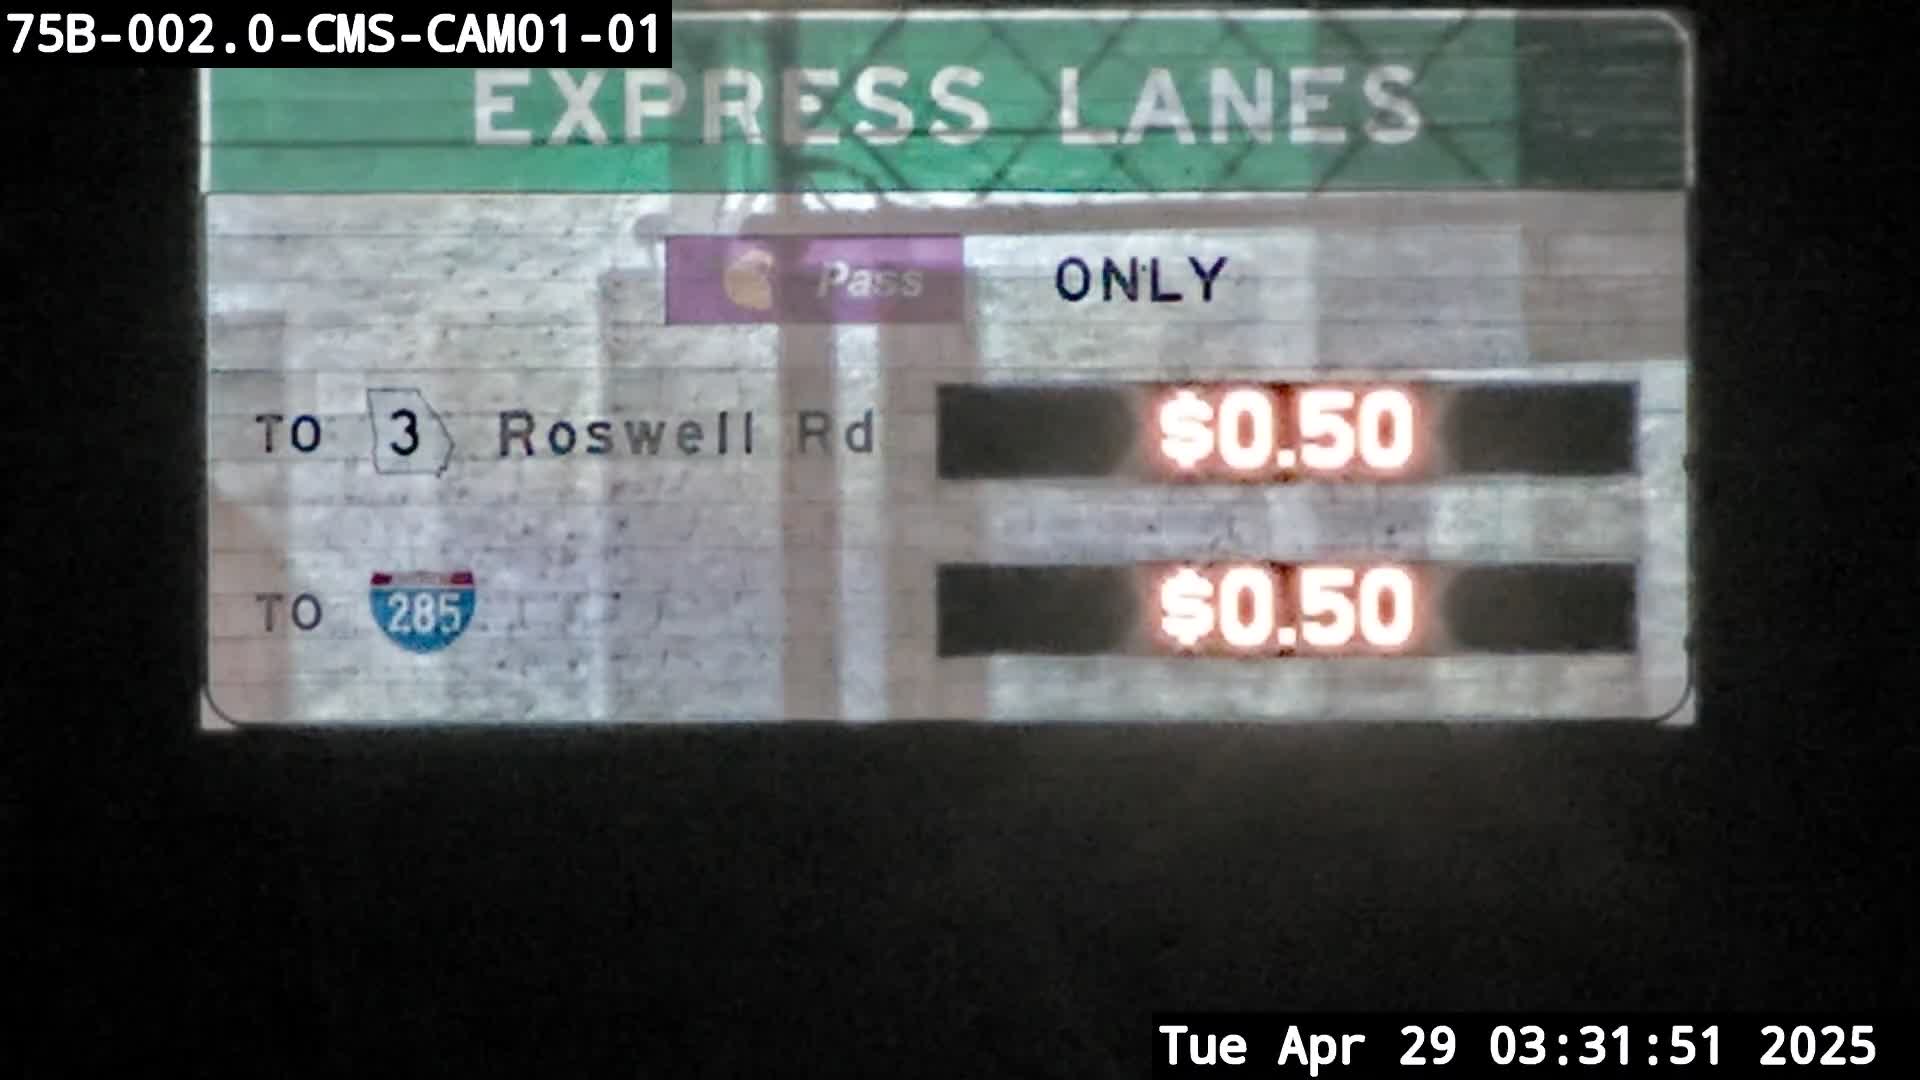 75B-002.0-CMS-CAM01-01
EXPRESS LANES
Pass ONLY
TO 3 Roswell Rd $0.50
TO 285 $0.50
Tue Apr 29 03:31:51 2025